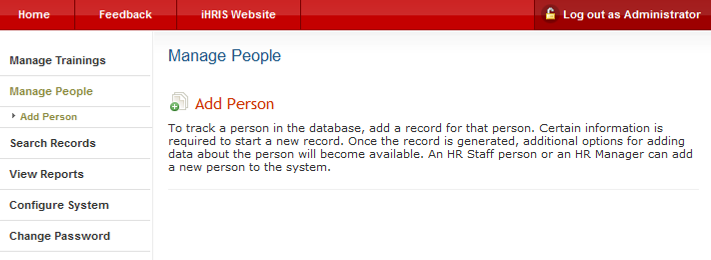 Home
Feedback
iHRIS Website
Log out as Administrator
Manage Trainings
Manage People
Add Person
Search Records
View Reports
Configure System
Change Password
Manage People
Add Person
To track a person in the database, add a record for that person. Certain information is
required to start a new record. Once the record is generated, additional options for adding
data about the person will become available. An HR Staff person or an HR Manager can add
a new person to the system.